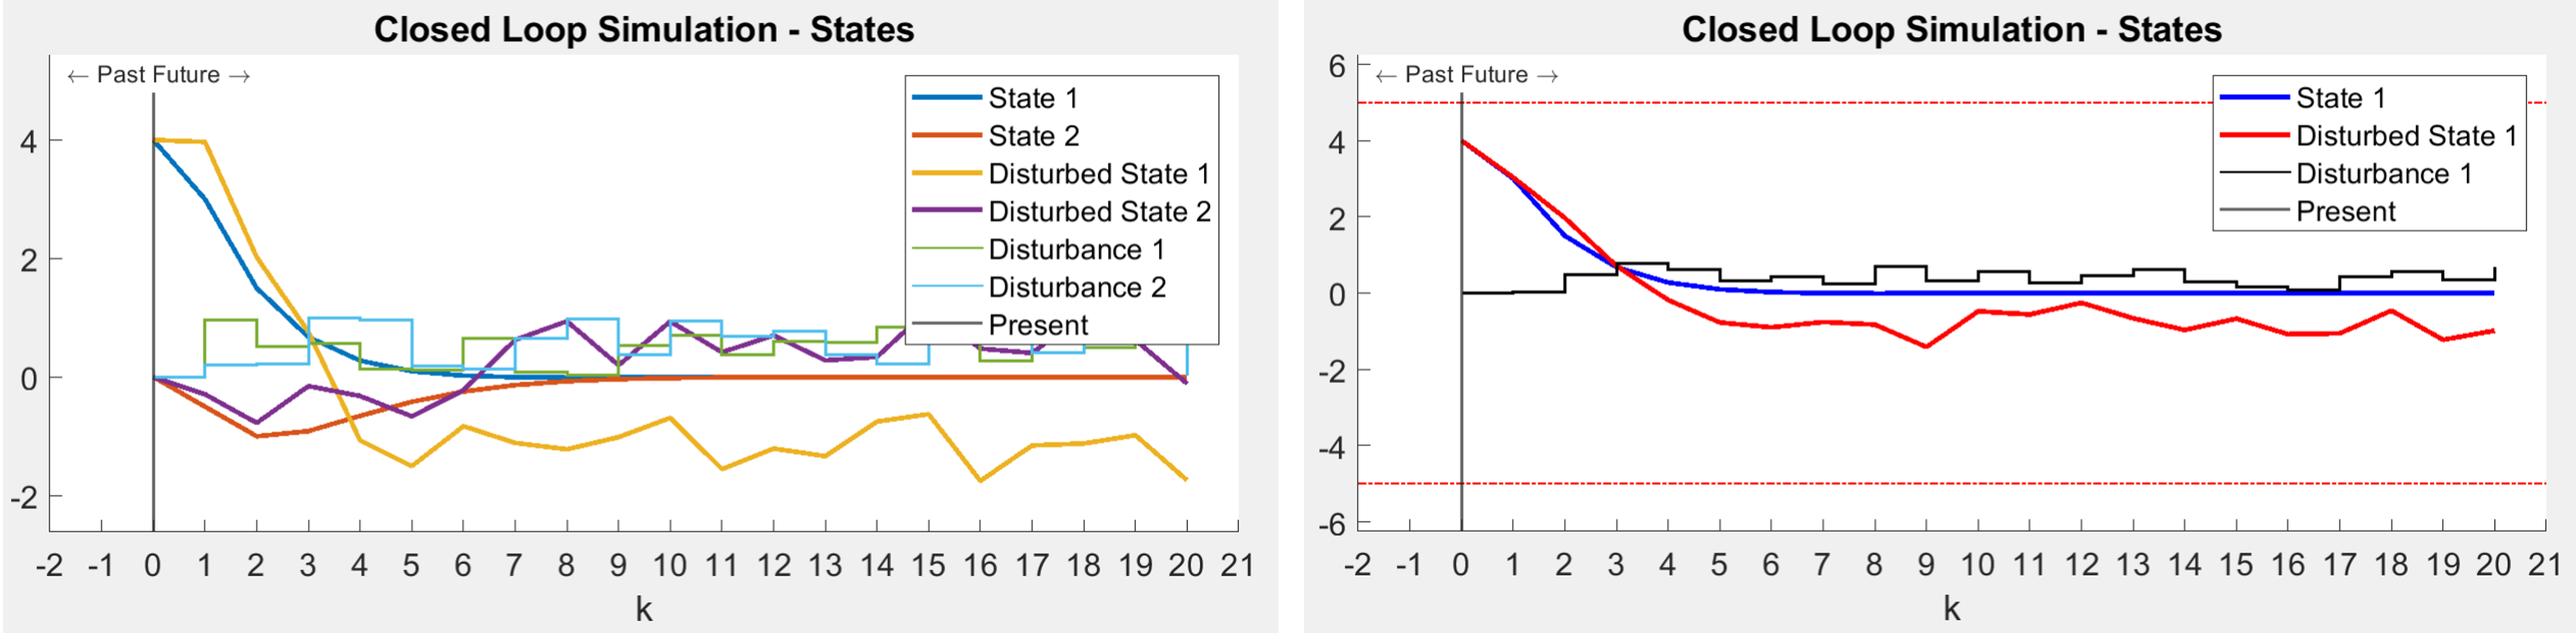 Closed Loop Simulation - States
← Past Future →
State 1
State 2
Disturbed State 1
Disturbed State 2
Disturbance 1
Disturbance 2
Present
4
2
0
-2
-2 -1 0 1 2 3 4 5 6 7 8 9 10 11 12 13 14 15 16 17 18 19 20 21
k
Closed Loop Simulation - States
← Past Future →
State 1
Disturbed State 1
Disturbance 1
Present
6
4
2
0
-2
-4
-6
-2 -1 0 1 2 3 4 5 6 7 8 9 10 11 12 13 14 15 16 17 18 19 20 21
k